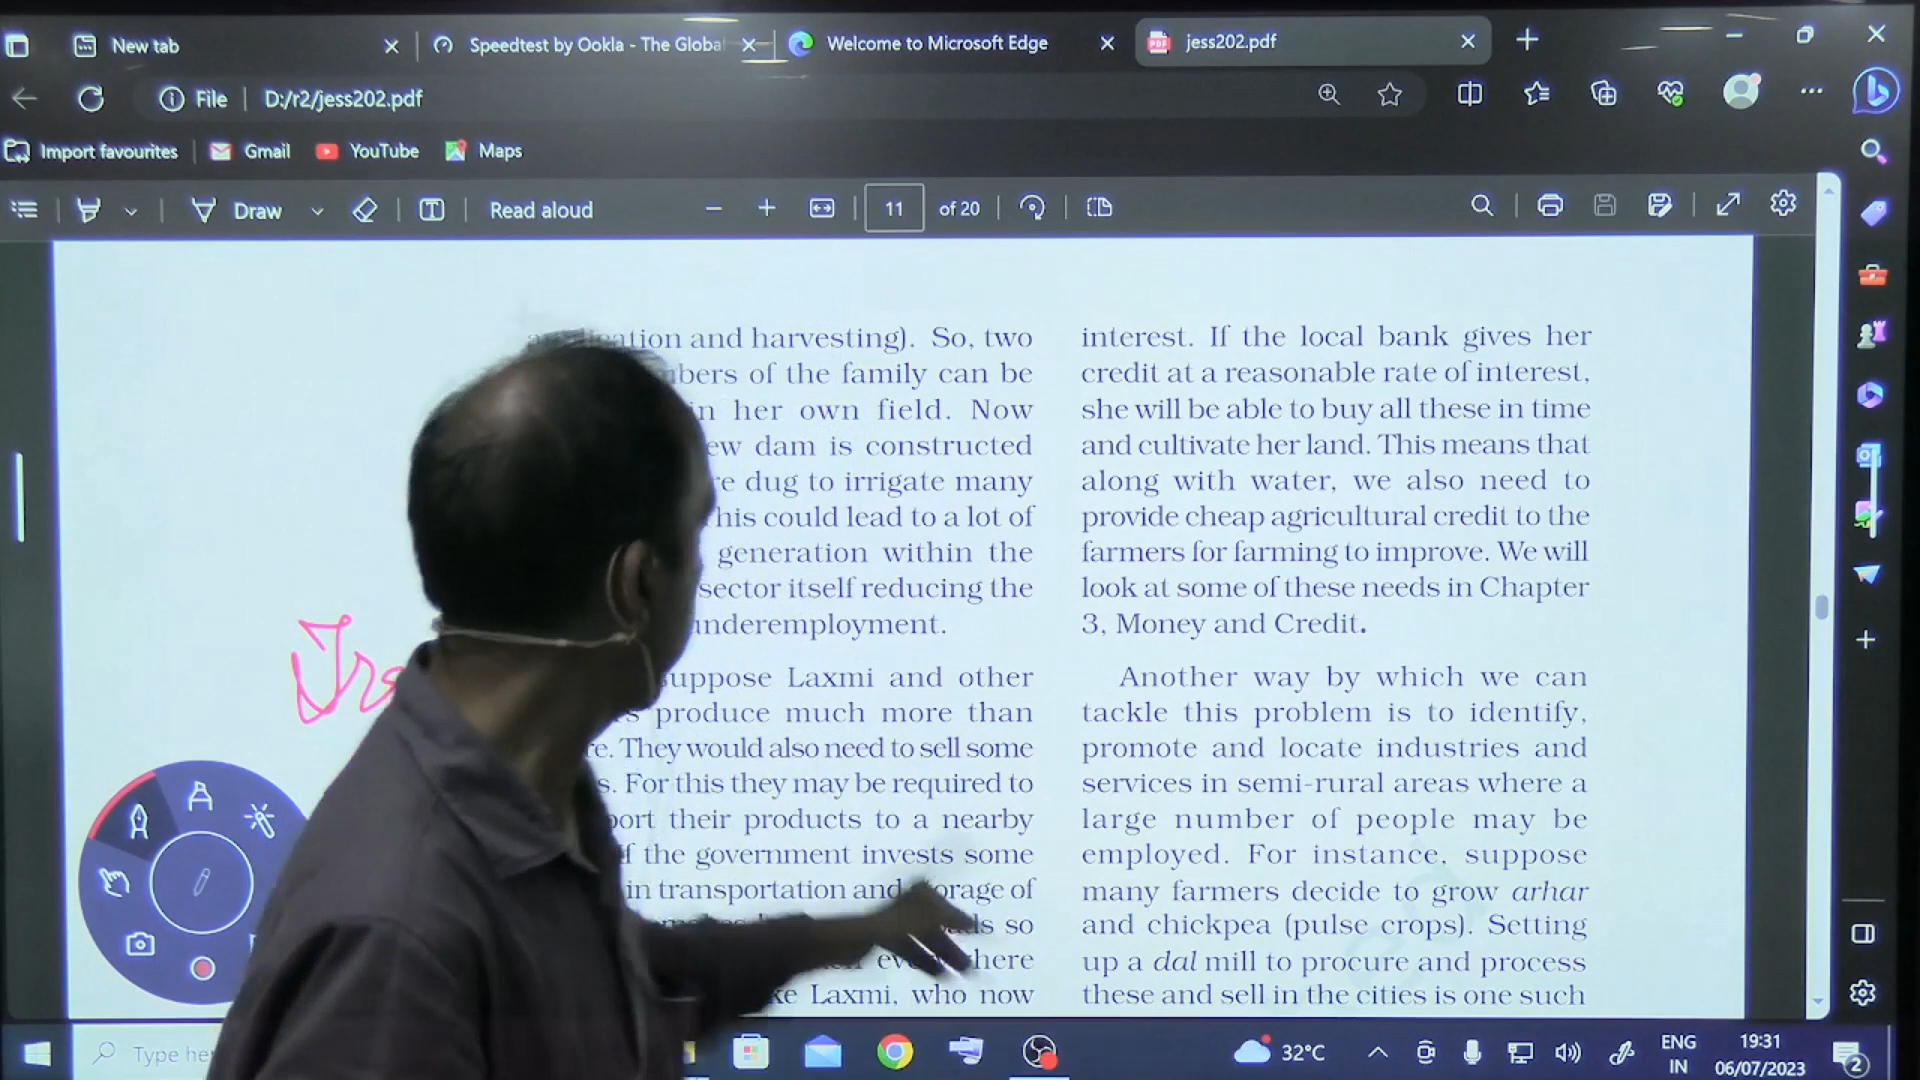 New tab
Speedtest by Ookla - The Global
Welcome to Microsoft Edge
jess202.pdf
File
D:/r2/jess202.pdf
Import favourites
Gmail
YouTube
Maps
Draw
Read aloud
11
of 20
and harvesting). So, two
of the family can be
in her own field. Now
dam is constructed
dug to irrigate many
This could lead to a lot of
generation within the
sector itself reducing the
underemployment.
suppose Laxmi and other
produce much more than
They would also need to sell some
For this they may be required to
their products to a nearby
If the government invests some
in transportation and storage of
so
Laxmi, who now
interest. If the local bank gives her
credit at a reasonable rate of interest,
she will be able to buy all these in time
and cultivate her land. This means that
along with water, we also need to
provide cheap agricultural credit to the
farmers for farming to improve. We will
look at some of these needs in Chapter
3, Money and Credit.
Another way by which we can
tackle this problem is to identify,
promote and locate industries and
services in semi-rural areas where a
large number of people may be
employed. For instance, suppose
many farmers decide to grow arhar
and chickpea (pulse crops). Setting
up a dal mill to procure and process
these and sell in the cities is one such
Type
32°C
ENG
IN
19:31
06/07/2023
2